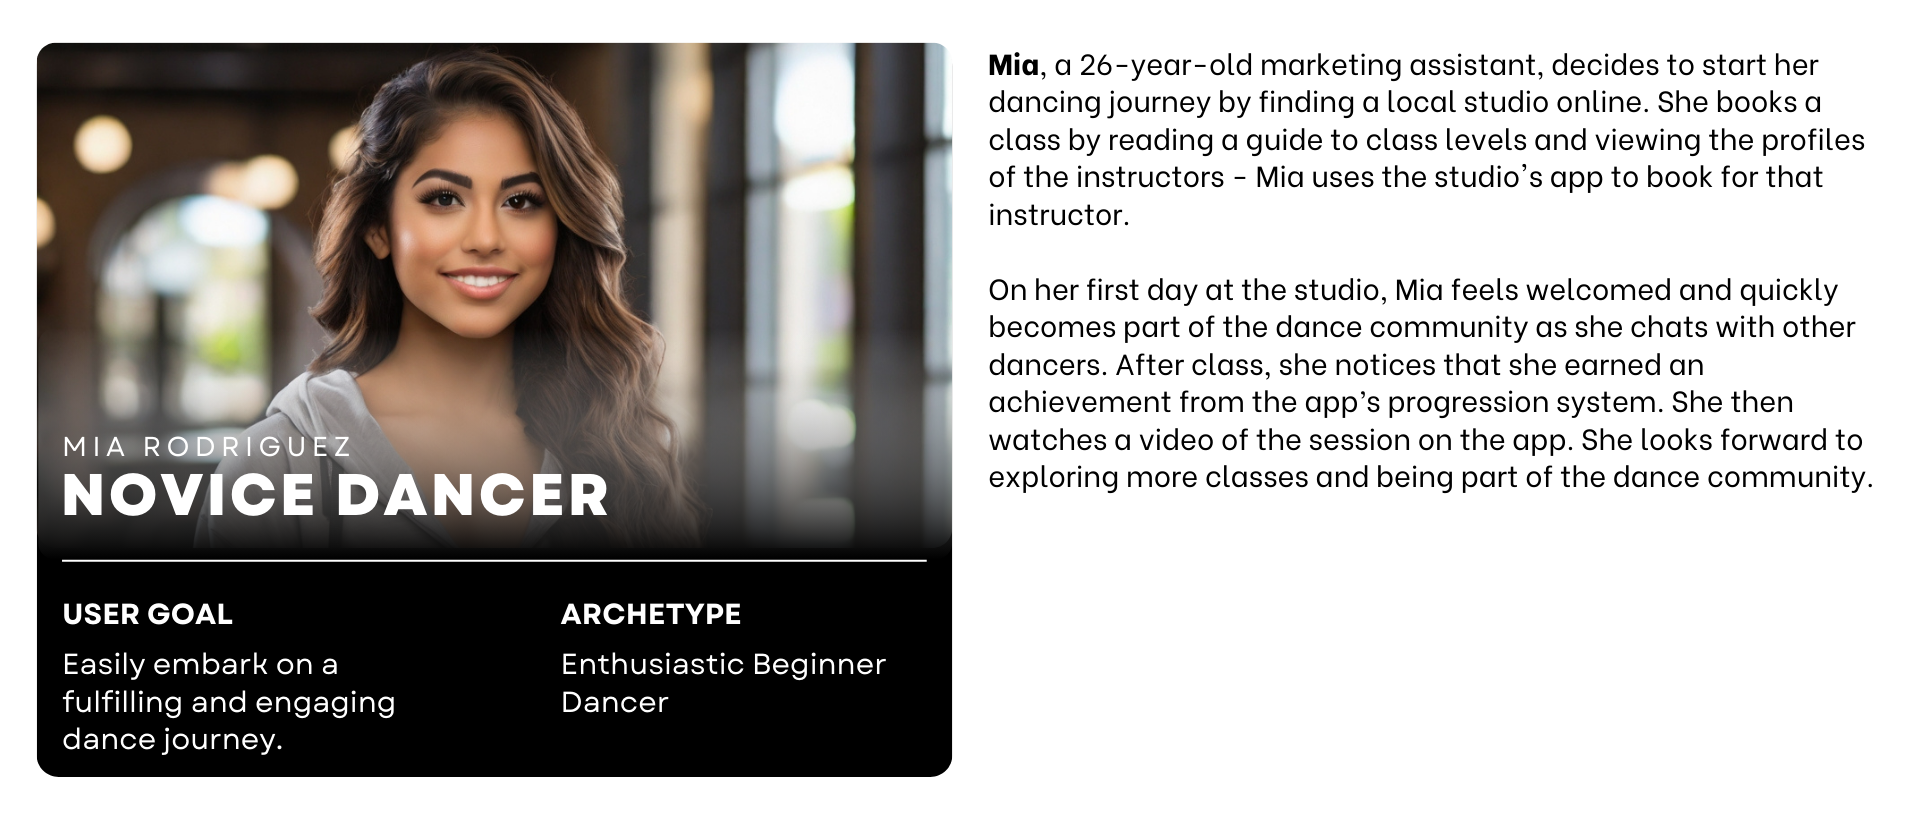 MIA RODRIGUEZ
NOVICE DANCER
USER GOAL
Easily embark on a
fulfilling and engaging
dance journey.
ARCHETYPE
Enthusiastic Beginner
Dancer
Mia, a 26-year-old marketing assistant, decides to start her
dancing journey by finding a local studio online. She books a
class by reading a guide to class levels and viewing the profiles
of the instructors - Mia uses the studio’s app to book for that
instructor.
On her first day at the studio, Mia feels welcomed and quickly
becomes part of the dance community as she chats with other
dancers. After class, she notices that she earned an
achievement from the app’s progression system. She then
watches a video of the session on the app. She looks forward to
exploring more classes and being part of the dance community.